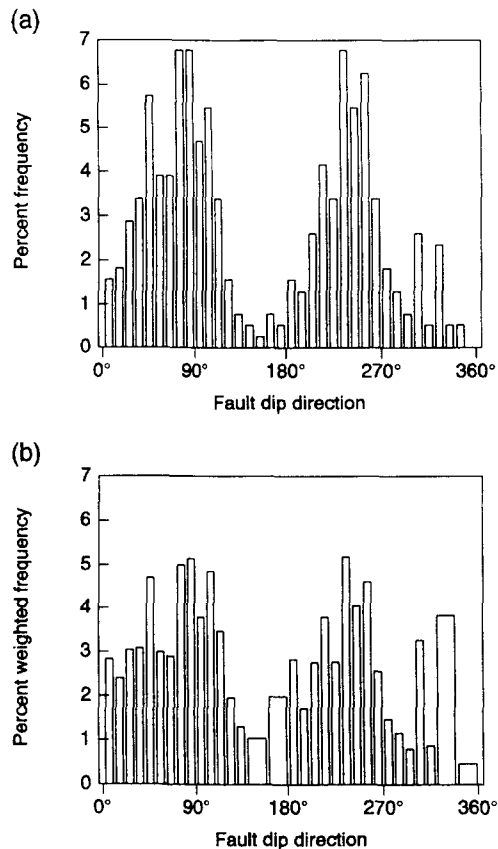 (a)
7
6
5
4
3
2
1
0
Percent frequency
0° 90° 180° 270° 360°
Fault dip direction
(b)
7
6
5
4
3
2
1
0
Percent weighted frequency
0° 90° 180° 270° 360°
Fault dip direction